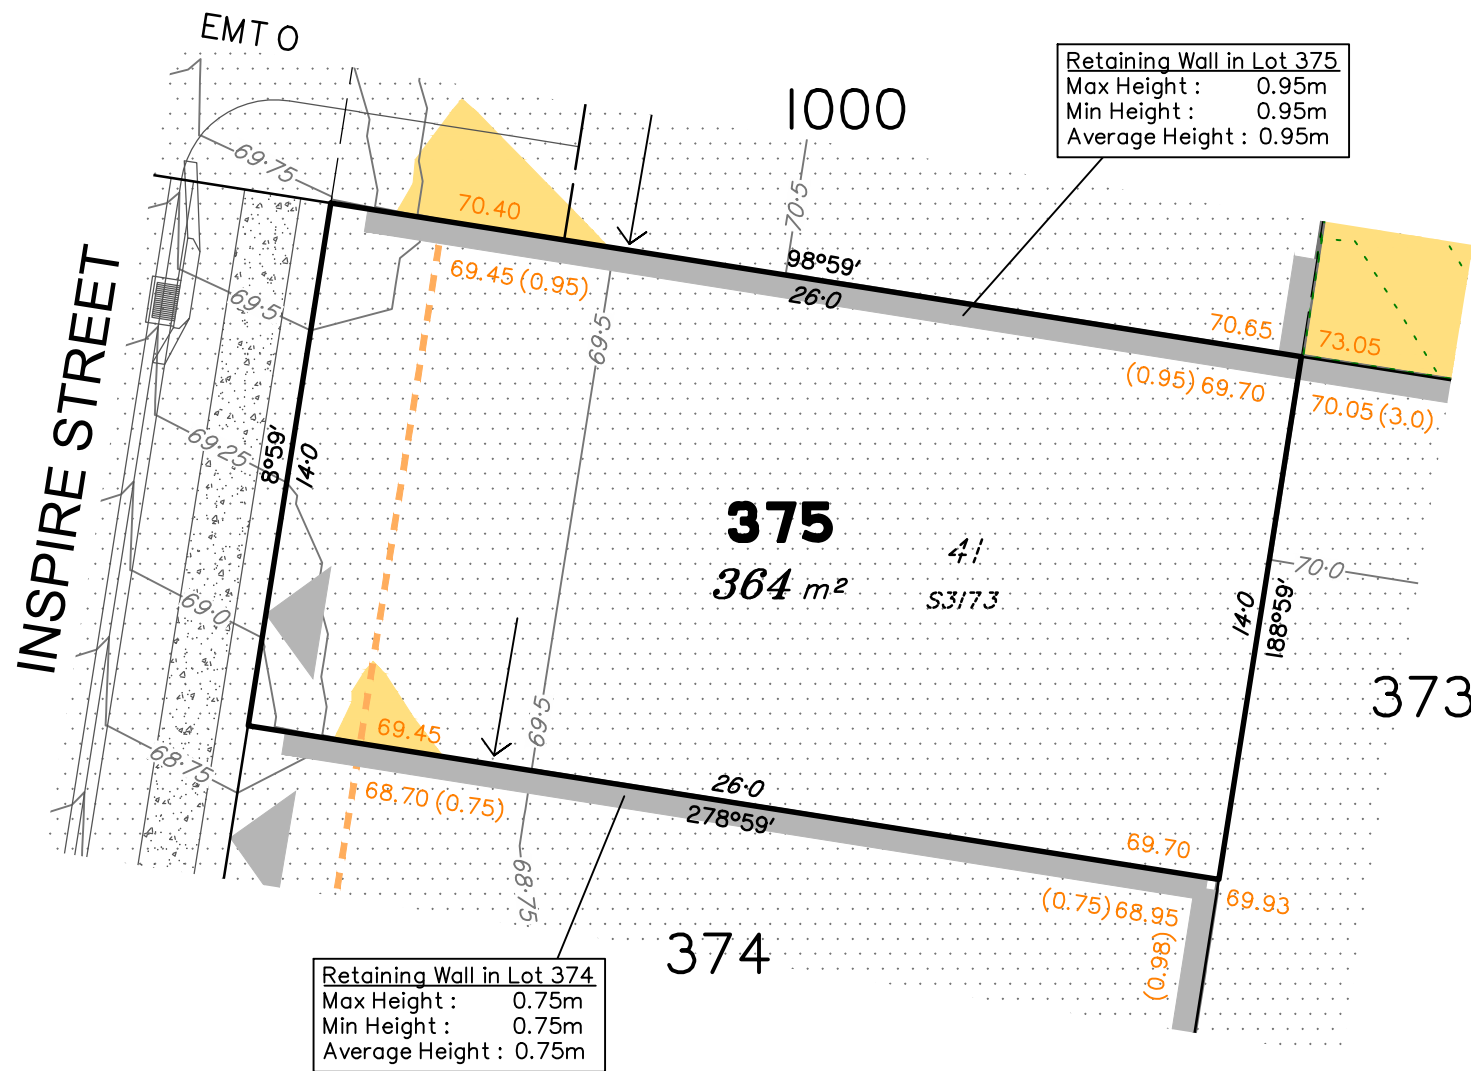 EMT O
1000
Retaining Wall in Lot 375
Max Height : 0.95m
Min Height : 0.95m
Average Height : 0.95m
69·75
70.40
70·5
69.45 (0.95)
98°59'
26·0
69·5
69·5
70.65
73.05
(0.95) 69.70
70.05 (3.0)
INSPIRE STREET
69·25
8°59'
14·0
375
364 m²
41
S3173
70·0
69·0
14·0
188°59'
373
69.45
69·5
68·75
68.70 (0.75)
26·0
278°59'
69.70
68·75
(0.75) 68.95
69.93
(0.98)
374
Retaining Wall in Lot 374
Max Height : 0.75m
Min Height : 0.75m
Average Height : 0.75m